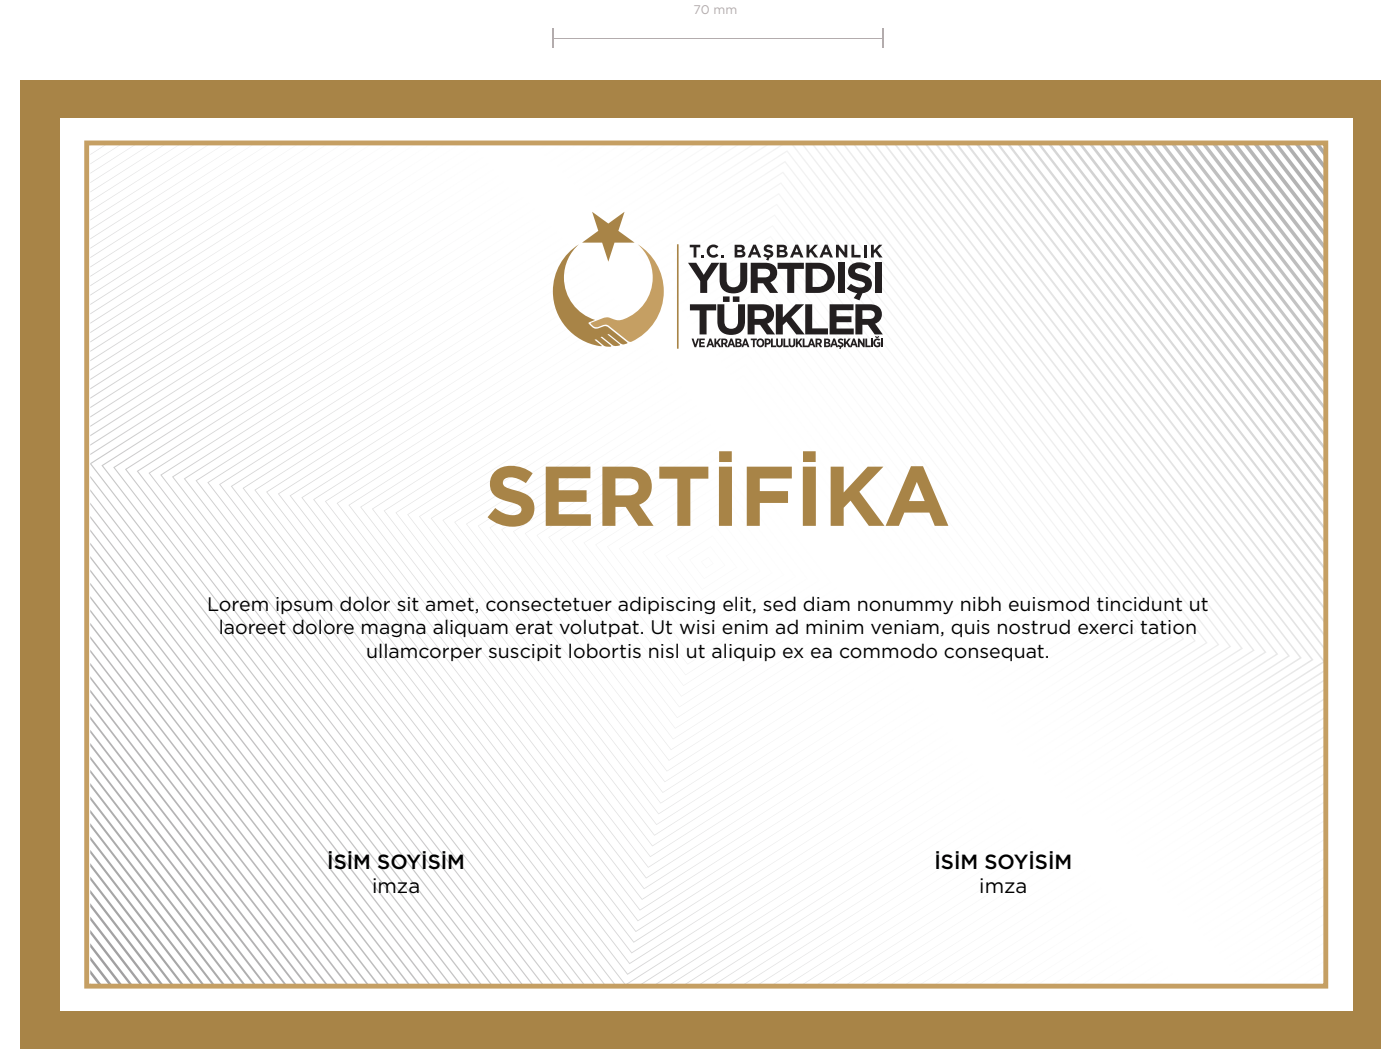 70 mm
T.C. BAŞBAKANLIK
YURTDIŞI
TÜRKLER
VE AKRABA TOPLULUKLAR BAŞKANLIĞI
SERTİFİKA
Lorem ipsum dolor sit amet, consectetuer adipiscing elit, sed diam nonummy nibh euismod tincidunt ut
laoreet dolore magna aliquam erat volutpat. Ut wisi enim ad minim veniam, quis nostrud exerci tation
ullamcorper suscipit lobortis nisl ut aliquip ex ea commodo consequat.
İSİM SOYİSİM
imza
İSİM SOYİSİM
imza